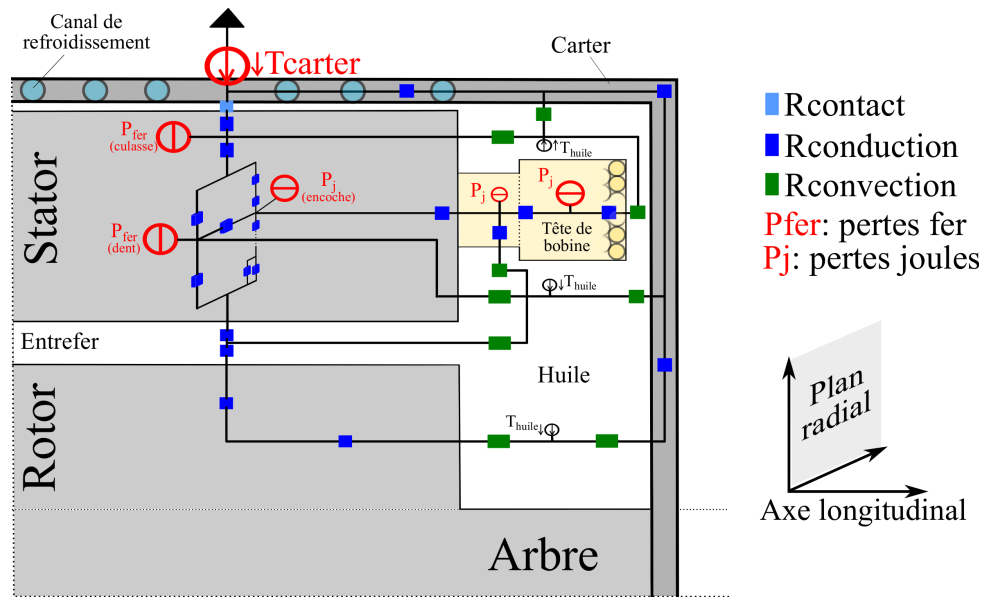 Canal de
refroidissement
↓Tcarter
Carter
Rcontact
Rconduction
Rconvection
Pfer: pertes fer
Pj: pertes joules
Pfer
(culasse)
↑Thuile
Pj
(encoche)
Pj
Pj
Stator
Pfer
(dent)
Tête de
bobine
↓Thuile
Entrefer
Huile
Rotor
Thuile↓
Arbre
Plan
radial
Axe longitudinal